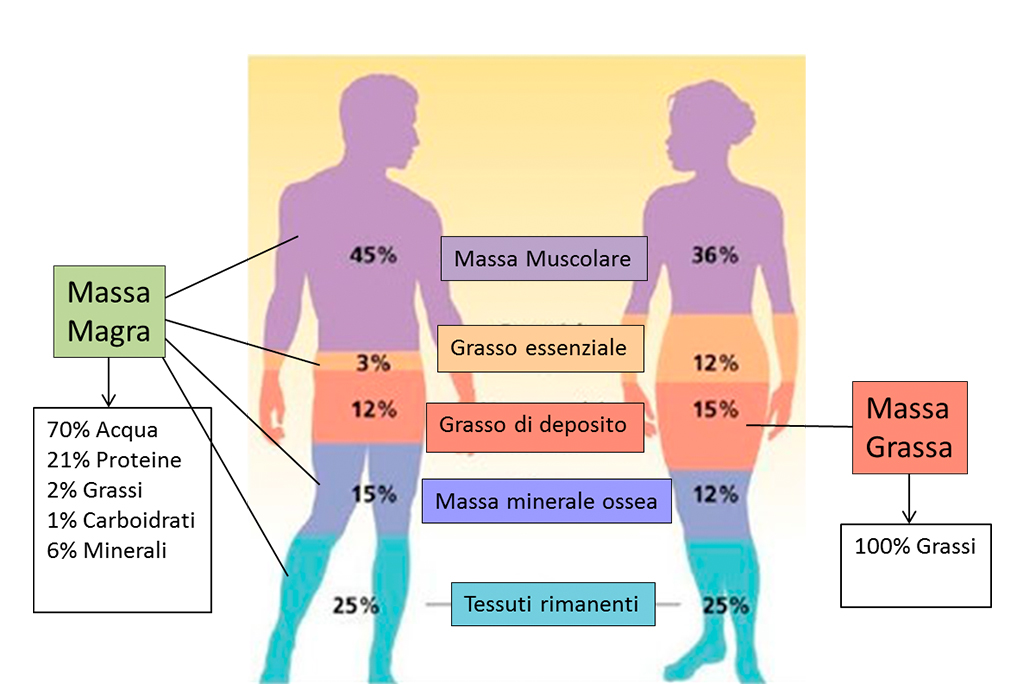 Massa
Magra
70% Acqua
21% Proteine
2% Grassi
1% Carboidrati
6% Minerali
45%
Massa Muscolare
36%
3%
Grasso essenziale
12%
12%
Grasso di deposito
15%
15%
Massa minerale ossea
12%
25%
Tessuti rimanenti
25%
Massa
Grassa
100% Grassi